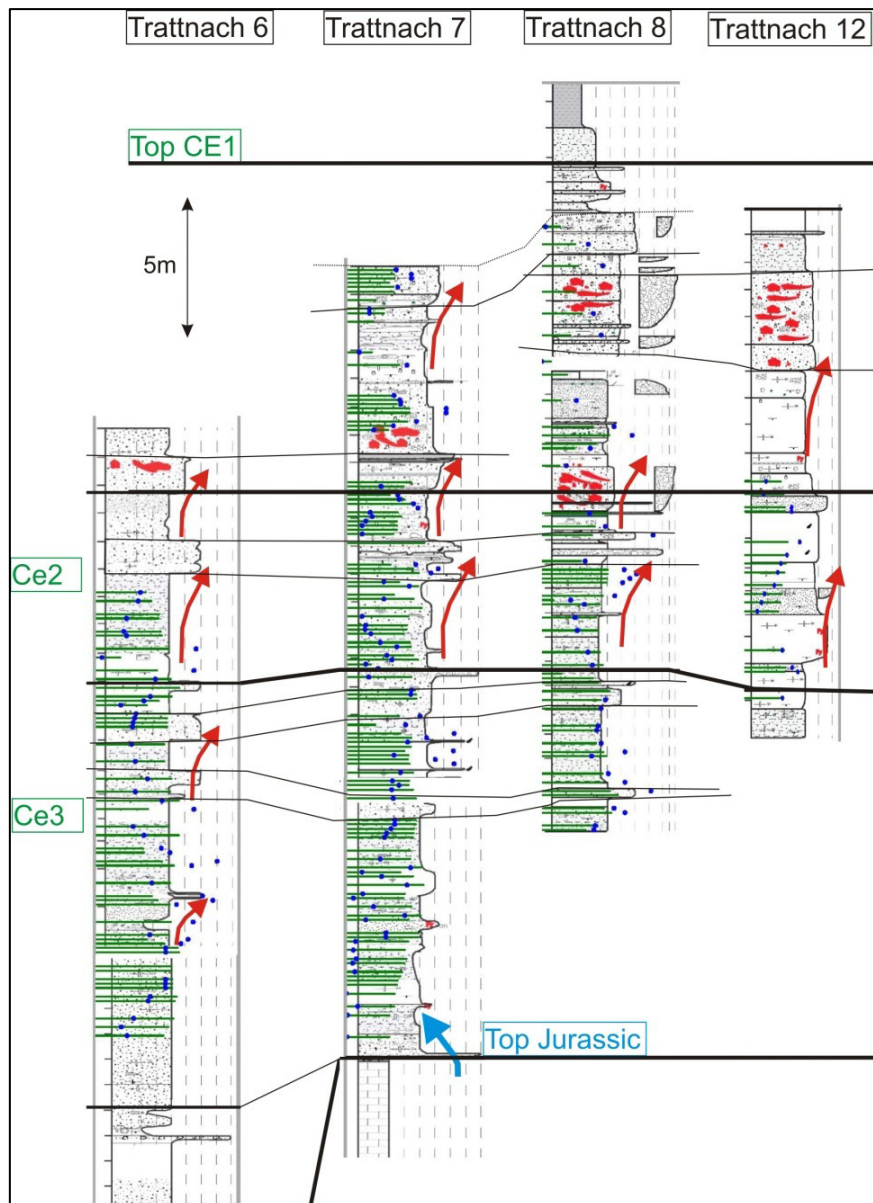 Trattnach 6
Trattnach 7
Trattnach 8
Trattnach 12
Top CE1
5m
Ce2
Ce3
Top Jurassic